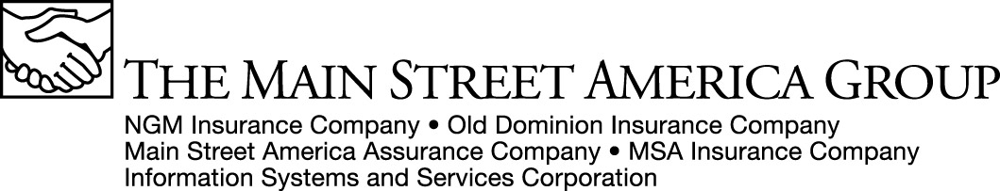 THE MAIN STREET AMERICA GROUP
NGM Insurance Company • Old Dominion Insurance Company
Main Street America Assurance Company • MSA Insurance Company
Information Systems and Services Corporation